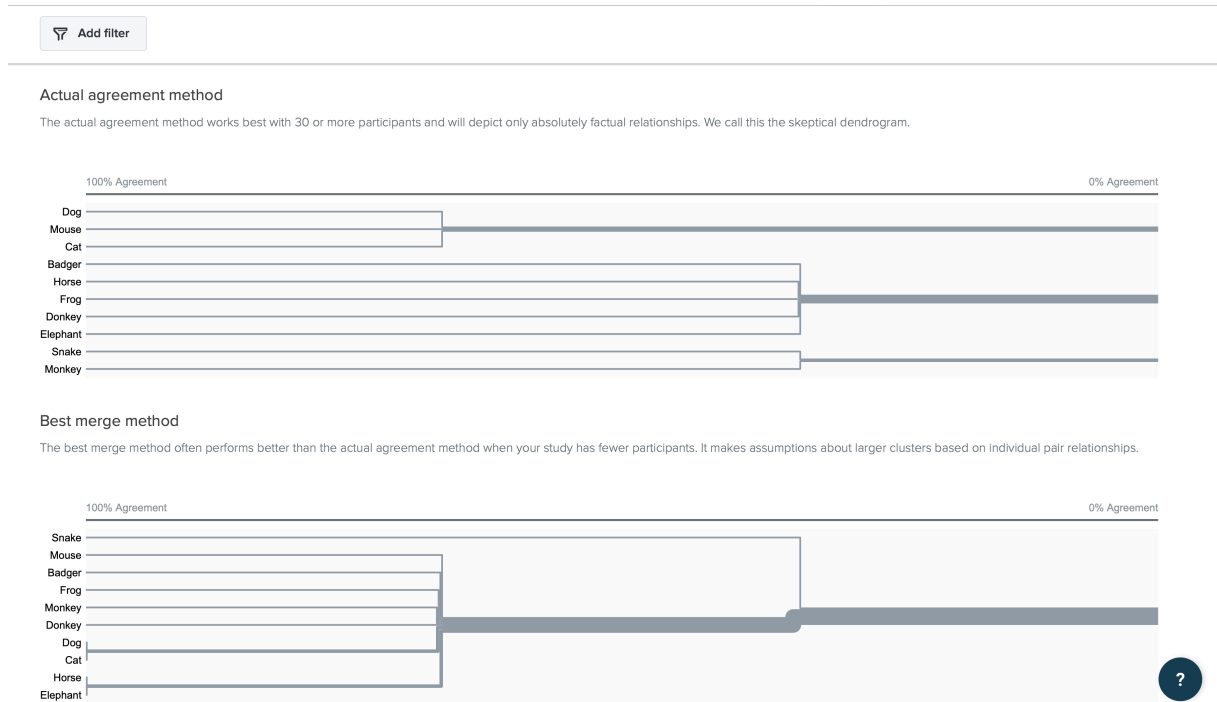 Add filter
Actual agreement method
The actual agreement method works best with 30 or more participants and will depict only absolutely factual relationships. We call this the skeptical dendrogram.
100% Agreement 0% Agreement
Dog
Mouse
Cat
Badger
Horse
Frog
Donkey
Elephant
Snake
Monkey
Best merge method
The best merge method often performs better than the actual agreement method when your study has fewer participants. It makes assumptions about larger clusters based on individual pair relationships.
100% Agreement 0% Agreement
Snake
Mouse
Badger
Frog
Monkey
Donkey
Dog
Cat
Horse
Elephant
?